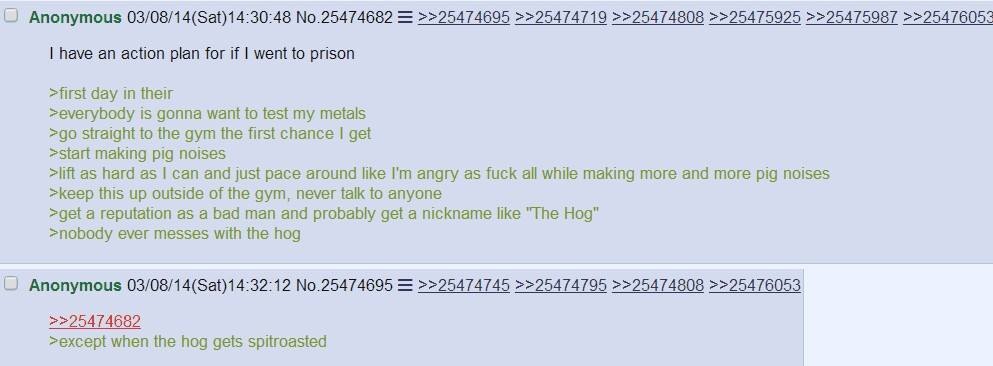 Anonymous 03/08/14(Sat)14:30:48 No.25474682 ☰ >>25474695 >>25474719 >>25474808 >>25475925 >>25475987 >>25476053
I have an action plan for if I went to prison
>first day in their
>everybody is gonna want to test my metals
>go straight to the gym the first chance I get
>start making pig noises
>lift as hard as I can and just pace around like I'm angry as fuck all while making more and more pig noises
>keep this up outside of the gym, never talk to anyone
>get a reputation as a bad man and probably get a nickname like "The Hog"
>nobody ever messes with the hog
Anonymous 03/08/14(Sat)14:32:12 No.25474695 ☰ >>25474745 >>25474795 >>25474808 >>25476053
>>25474682
>except when the hog gets spitroasted